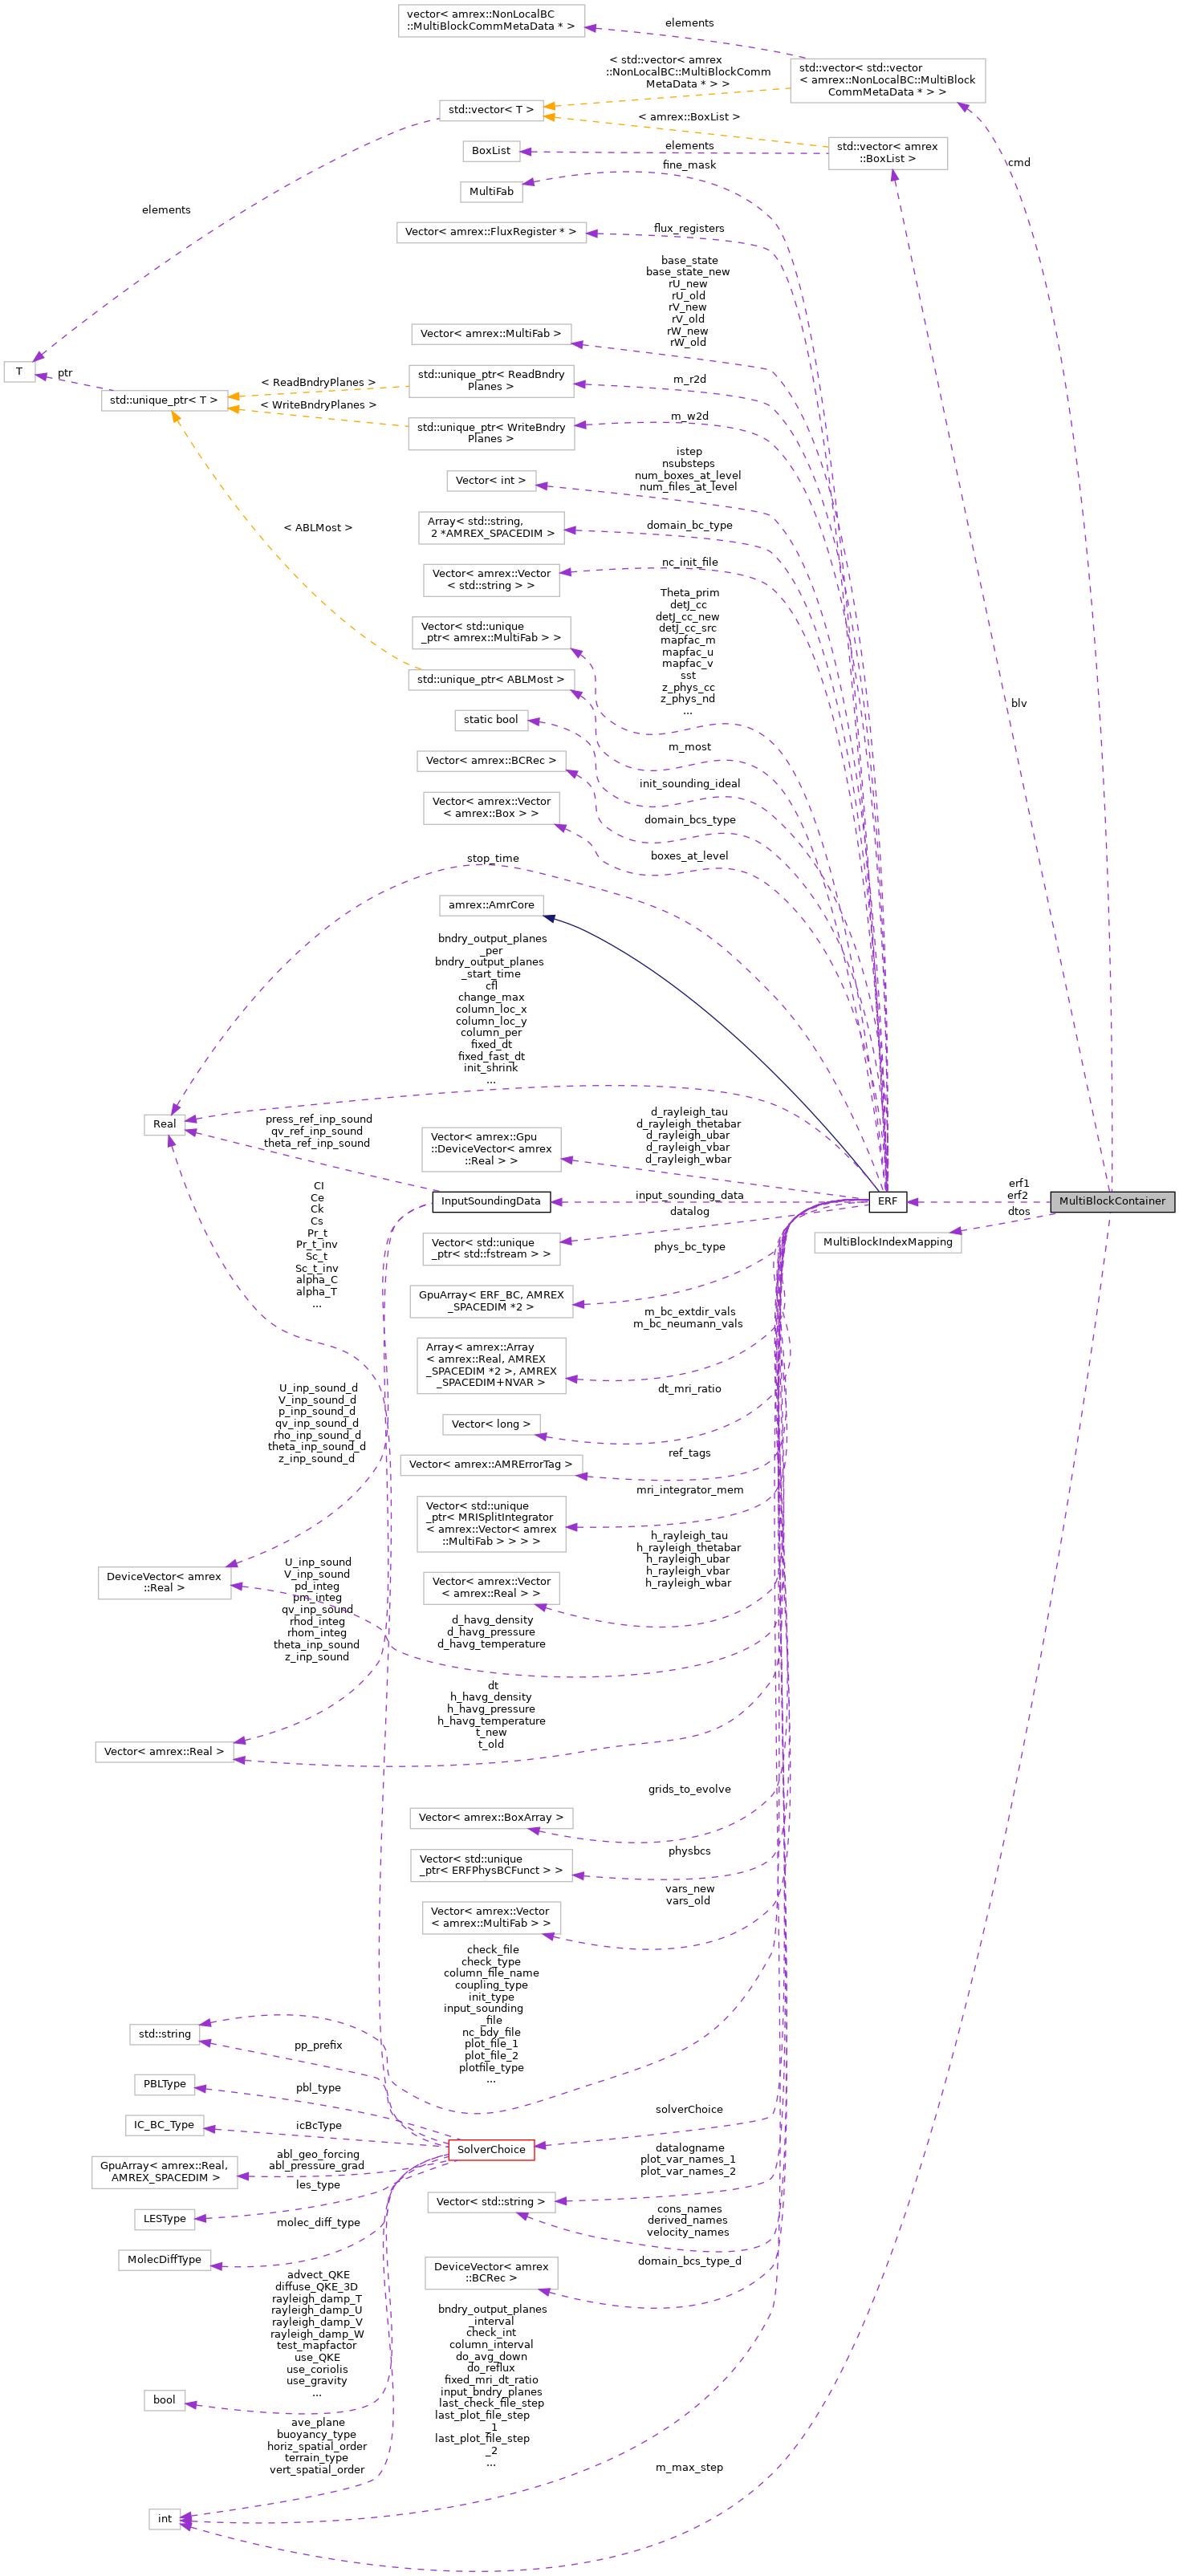 vector< amrex::NonLocalBC
::MultiBlockCommMetaData * >
elements
std::vector< std::vector
< amrex::NonLocalBC::MultiBlock
CommMetaData * > >
< std::vector< amrex
::NonLocalBC::MultiBlockComm
MetaData * > >
std::vector< T >
< amrex::BoxList >
BoxList
elements
std::vector< amrex
::BoxList >
cmd
fine_mask
MultiFab
elements
Vector< amrex::FluxRegister * >
flux_registers
base_state
base_state_new
rU_new
rU_old
rV_new
rV_old
rW_new
rW_old
Vector< amrex::MultiFab >
T
ptr
std::unique_ptr< T >
< ReadBndryPlanes >
std::unique_ptr< ReadBndry
Planes >
m_r2d
< WriteBndryPlanes >
std::unique_ptr< WriteBndry
Planes >
m_w2d
istep
nsubsteps
num_boxes_at_level
num_files_at_level
Vector< int >
< ABLMost >
Array< std::string,
2 *AMREX_SPACEDIM >
domain_bc_type
Vector< amrex::Vector
< std::string > >
nc_init_file
Theta_prim
detJ_cc
detJ_cc_new
detJ_cc_src
mapfac_m
mapfac_u
mapfac_v
sst
z_phys_cc
z_phys_nd
...
Vector< std::unique
_ptr< amrex::MultiFab > >
std::unique_ptr< ABLMost >
blv
static bool
m_most
Vector< amrex::BCRec >
init_sounding_ideal
Vector< amrex::Vector
< amrex::Box > >
domain_bcs_type
boxes_at_level
stop_time
amrex::AmrCore
bndry_output_planes
_per
bndry_output_planes
_start_time
cfl
change_max
column_loc_x
column_loc_y
column_per
fixed_dt
fixed_fast_dt
init_shrink
...
Real
press_ref_inp_sound
qv_ref_inp_sound
theta_ref_inp_sound
Vector< amrex::Gpu
::DeviceVector< amrex
::Real > >
d_rayleigh_tau
d_rayleigh_thetabar
d_rayleigh_ubar
d_rayleigh_vbar
d_rayleigh_wbar
InputSoundingData
input_sounding_data
ERF
erf1
erf2
MultiBlockContainer
dtos
MultiBlockIndexMapping
CI
Ce
Ck
Cs
Pr_t
Pr_t_inv
Sc_t
Sc_t_inv
alpha_C
alpha_T
...
datalog
Vector< std::unique
_ptr< std::fstream > >
phys_bc_type
GpuArray< ERF_BC, AMREX
_SPACEDIM *2 >
m_bc_extdir_vals
m_bc_neumann_vals
Array< amrex::Array
< amrex::Real, AMREX
_SPACEDIM *2 >, AMREX
_SPACEDIM+NVAR >
U_inp_sound_d
V_inp_sound_d
p_inp_sound_d
qv_inp_sound_d
rho_inp_sound_d
theta_inp_sound_d
z_inp_sound_d
dt_mri_ratio
Vector< long >
ref_tags
Vector< amrex::AMRErrorTag >
mri_integrator_mem
Vector< std::unique
_ptr< MRISplitIntegrator
< amrex::Vector< amrex
::MultiFab > > > >
h_rayleigh_tau
h_rayleigh_thetabar
h_rayleigh_ubar
h_rayleigh_vbar
h_rayleigh_wbar
DeviceVector< amrex
::Real >
U_inp_sound
V_inp_sound
pd_integ
pm_integ
qv_inp_sound
rhod_integ
rhom_integ
theta_inp_sound
z_inp_sound
Vector< amrex::Vector
< amrex::Real > >
d_havg_density
d_havg_pressure
d_havg_temperature
dt
h_havg_density
h_havg_pressure
h_havg_temperature
t_new
t_old
Vector< amrex::Real >
grids_to_evolve
Vector< amrex::BoxArray >
physbcs
Vector< std::unique
_ptr< ERFPhysBCFunct > >
vars_new
vars_old
Vector< amrex::Vector
< amrex::MultiFab > >
check_file
check_type
column_file_name
coupling_type
init_type
input_sounding
_file
nc_bdy_file
plot_file_1
plot_file_2
plotfile_type
...
std::string
pp_prefix
PBLType
pbl_type
IC_BC_Type
icBcType
SolverChoice
solverChoice
GpuArray< amrex::Real,
AMREX_SPACEDIM >
abl_geo_forcing
abl_pressure_grad
LESType
les_type
datalogname
plot_var_names_1
plot_var_names_2
Vector< std::string >
cons_names
derived_names
velocity_names
MolecDiffType
molec_diff_type
DeviceVector< amrex
::BCRec >
domain_bcs_type_d
advect_QKE
diffuse_QKE_3D
rayleigh_damp_T
rayleigh_damp_U
rayleigh_damp_V
rayleigh_damp_W
test_mapfactor
use_QKE
use_coriolis
use_gravity
...
bool
bndry_output_planes
_interval
check_int
column_interval
do_avg_down
do_reflux
fixed_mri_dt_ratio
input_bndry_planes
last_check_file_step
last_plot_file_step
_1
last_plot_file_step
_2
...
ave_plane
buoyancy_type
horiz_spatial_order
terrain_type
vert_spatial_order
m_max_step
int